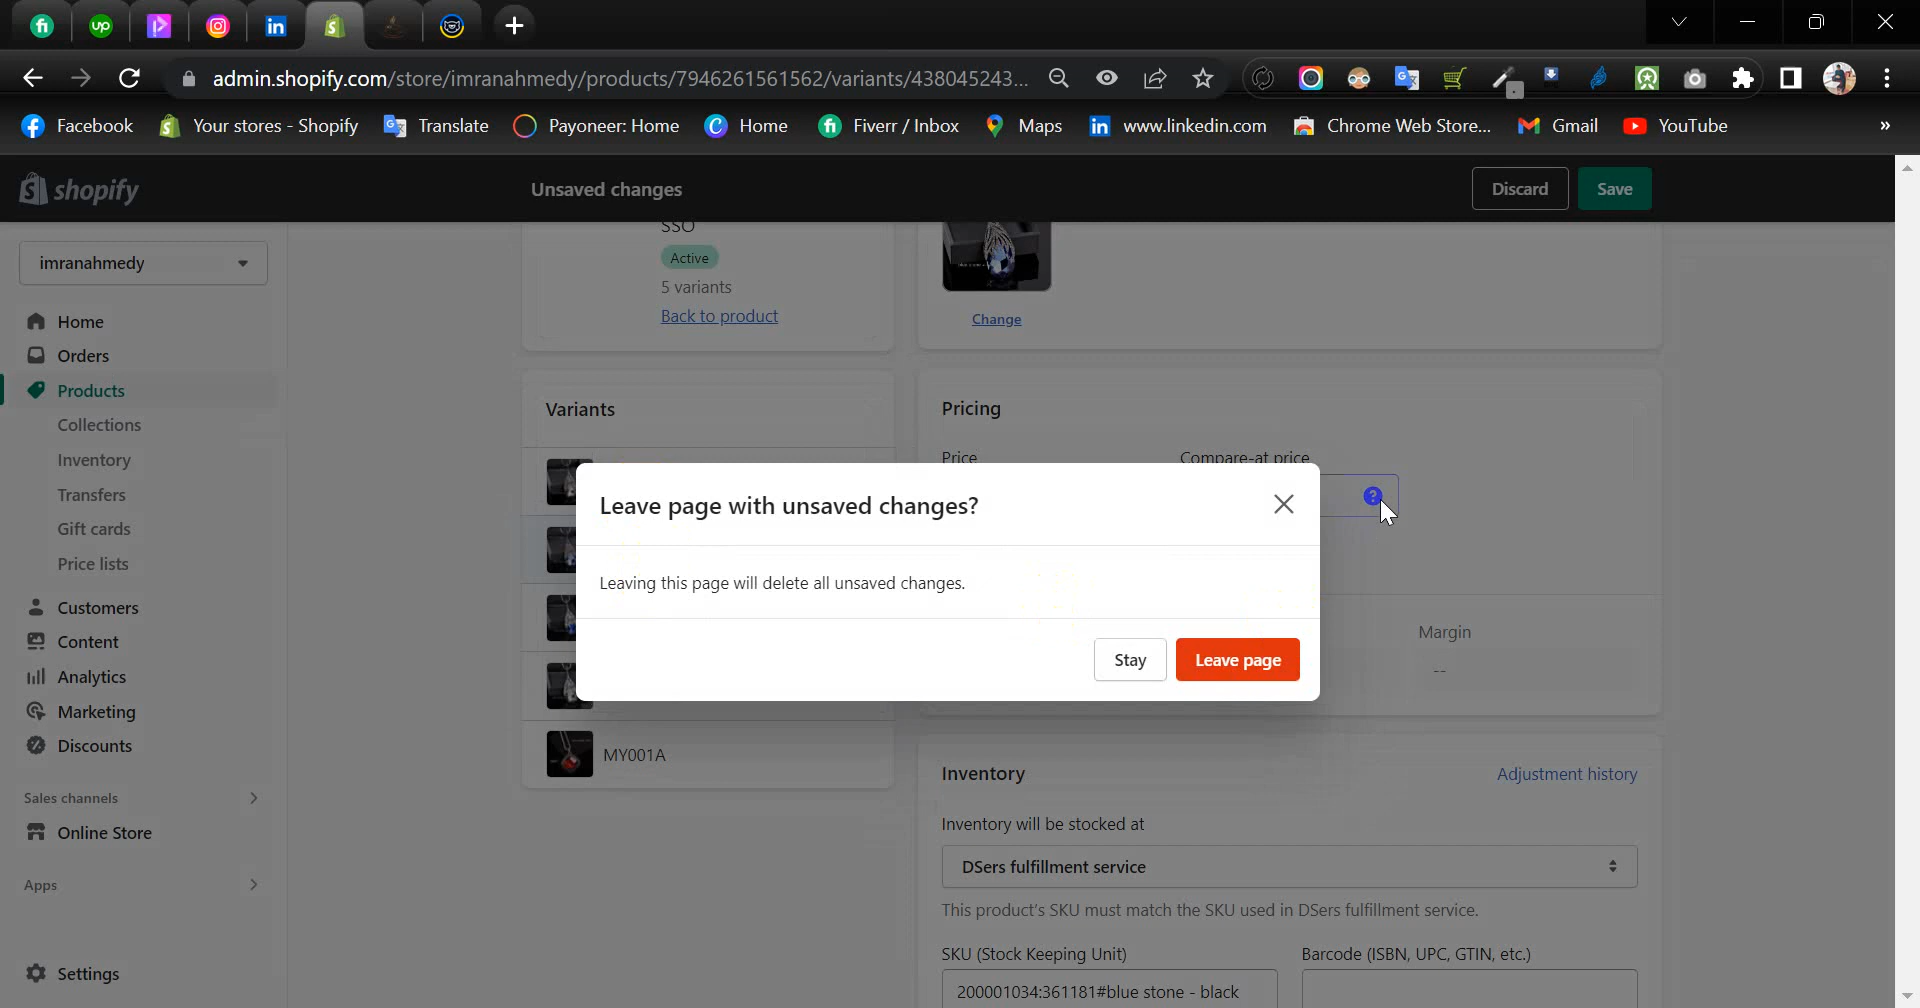 admin.shopify.com/store/imranahmedy/products/7946261561562/variants/438045243...
Facebook
Your stores - Shopify
Translate
Payoneer: Home
Home
Fiverr / Inbox
Maps
www.linkedin.com
Chrome Web Store...
Gmail
YouTube
»
shopify
Unsaved changes
Discard
Save
imranahmedy
Home
Orders
Products
Collections
Inventory
Transfers
Gift cards
Price lists
Customers
Content
Analytics
Marketing
Discounts
Sales channels
Online Store
Apps
Settings
SSO
Active
5 variants
Back to product
Change
Variants
MY001A
Pricing
Price
Compare-at price
Margin
--
Leave page with unsaved changes?
Leaving this page will delete all unsaved changes.
Stay
Leave page
Inventory
Adjustment history
Inventory will be stocked at
DSers fulfillment service
This product's SKU must match the SKU used in DSers fulfillment service.
SKU (Stock Keeping Unit)
Barcode (ISBN, UPC, GTIN, etc.)
200001034:361181#blue stone - black